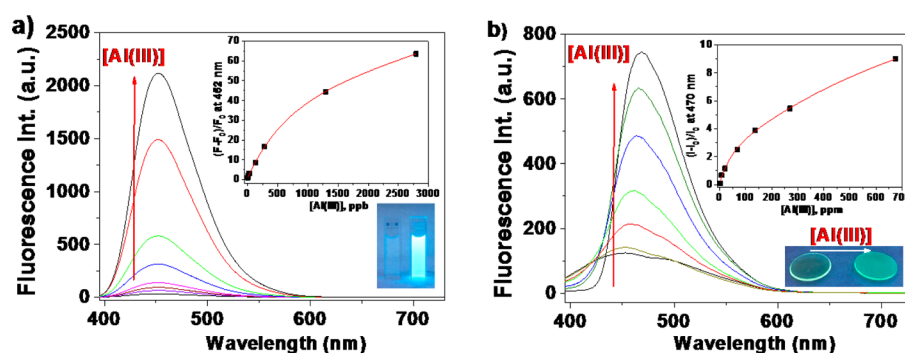 a)
2500
2000
1500
1000
500
0
Fluorescence Int. (a.u.)
[Al(III)]
400 500 600 700
Wavelength (nm)
70
60
50
40
30
20
10
0
(F-F0)/F0 at 452 nm
0 500 1000 1500 2000 2500 3000
[Al(III)], ppb
b)
800
600
400
200
0
Fluorescence Int. (a.u.)
[Al(III)]
400 500 600 700
Wavelength (nm)
10
8
6
4
2
0
(I-I0)/I0 at 470 nm
0 100 200 300 400 500 600 70
[Al(III)], ppm
[Al(III)]